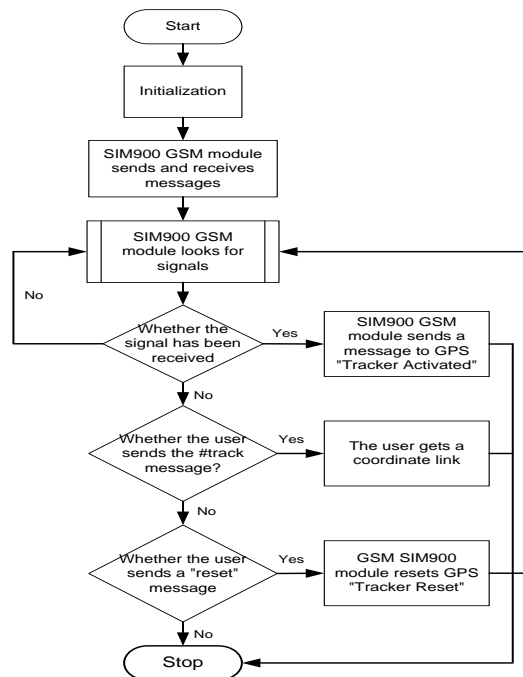 Start
Initialization
SIM900 GSM module
sends and receives
messages
SIM900 GSM
module looks for
signals
No
Whether the
signal has been
received
Yes
SIM900 GSM
module sends a
message to GPS
"Tracker Activated"
No
Whether the user
sends the #track
message?
Yes
The user gets a
coordinate link
No
Whether the user
sends a "reset"
message
Yes
GSM SIM900
module resets GPS
"Tracker Reset"
No
Stop